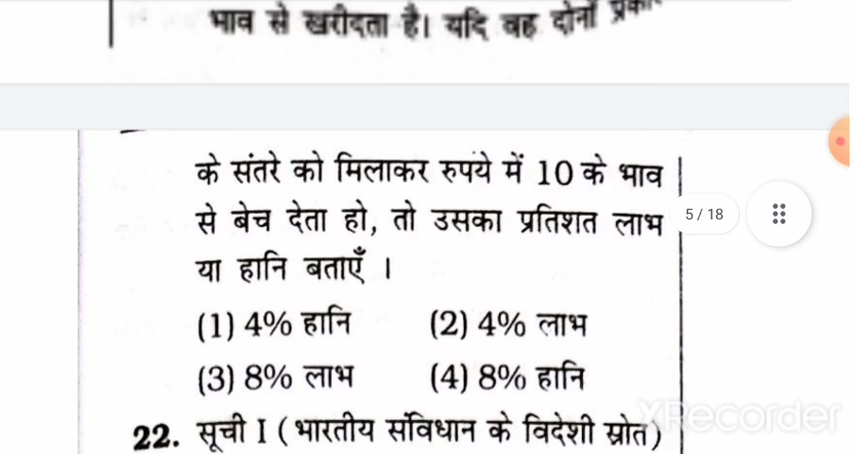 भाव से खरीदता है। यदि वह दोनों प्रकार
के संतरे को मिलाकर रुपये में 10 के भाव
से बेच देता हो, तो उसका प्रतिशत लाभ
या हानि बताएँ ।
(1) 4% हानि (2) 4% लाभ
(3) 8% लाभ (4) 8% हानि
22. सूची I ( भारतीय संविधान के विदेशी स्रोत)
5 / 18
XRecorder